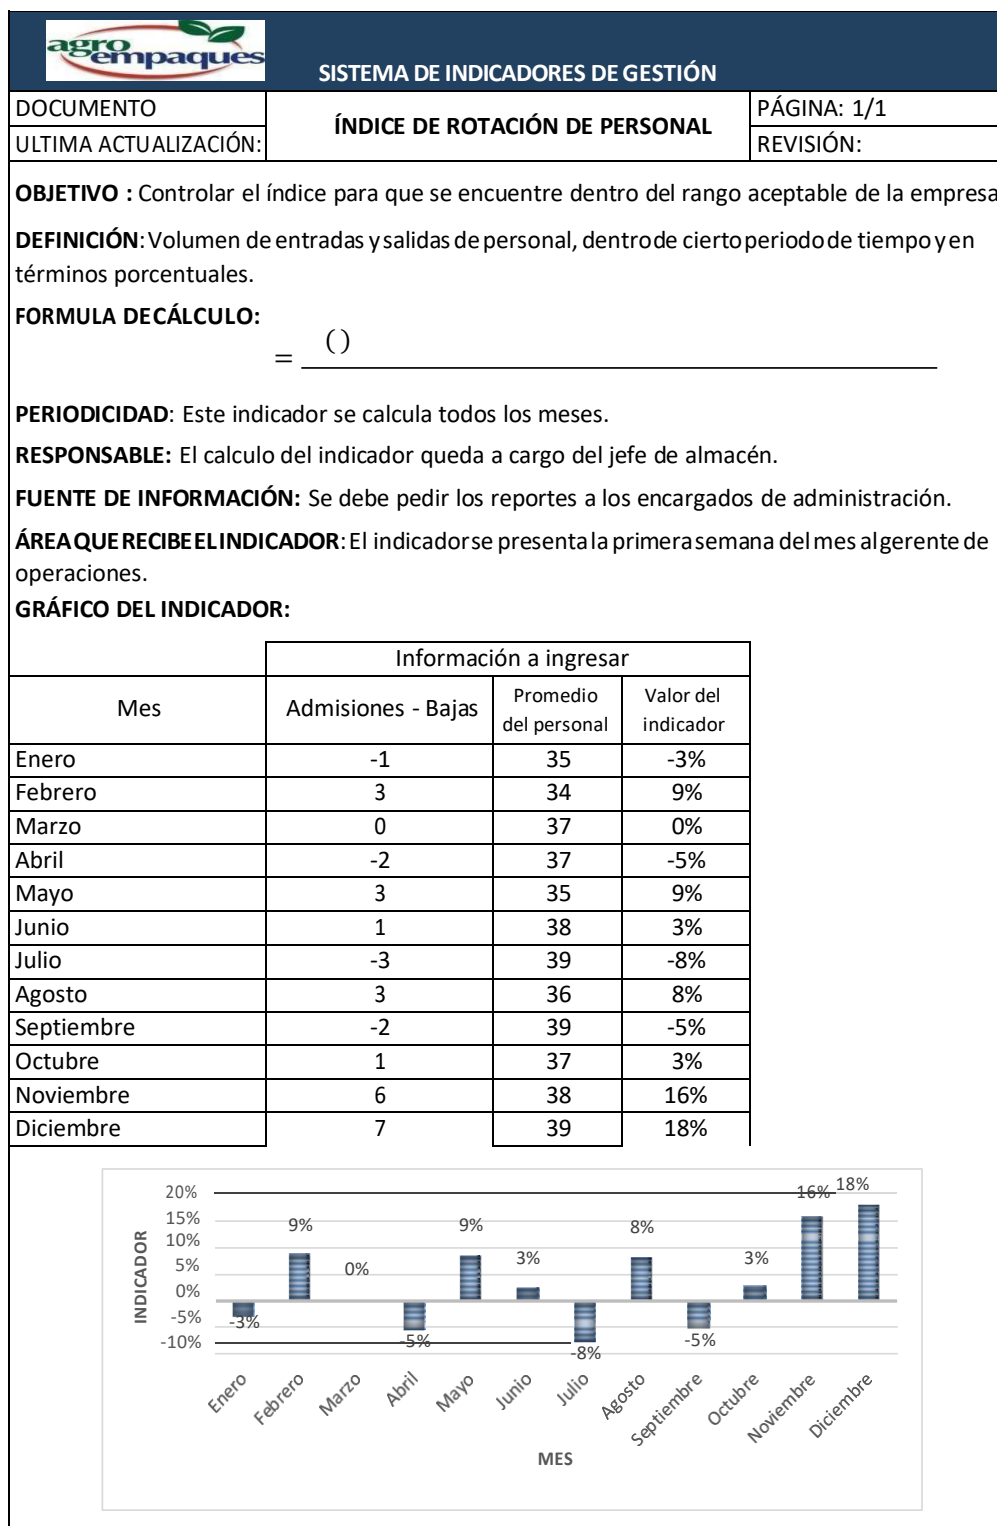 agro
empaques
SISTEMA DE INDICADORES DE GESTIÓN
DOCUMENTO
ÍNDICE DE ROTACIÓN DE PERSONAL
PÁGINA: 1/1
ULTIMA ACTUALIZACIÓN:
REVISIÓN:
OBJETIVO : Controlar el índice para que se encuentre dentro del rango aceptable de la empresa
DEFINICIÓN: Volumen de entradas y salidas de personal, dentro de cierto periodo de tiempo y en
términos porcentuales.
FORMULA DE CÁLCULO:
= ( )
PERIODICIDAD: Este indicador se calcula todos los meses.
RESPONSABLE: El calculo del indicador queda a cargo del jefe de almacén.
FUENTE DE INFORMACIÓN: Se debe pedir los reportes a los encargados de administración.
ÁREA QUE RECIBE EL INDICADOR: El indicador se presenta la primera semana del mes al gerente de
operaciones.
GRÁFICO DEL INDICADOR:
Información a ingresar
Mes Admisiones - Bajas Promedio del personal Valor del indicador
Enero -1 35 -3%
Febrero 3 34 9%
Marzo 0 37 0%
Abril -2 37 -5%
Mayo 3 35 9%
Junio 1 38 3%
Julio -3 39 -8%
Agosto 3 36 8%
Septiembre -2 39 -5%
Octubre 1 37 3%
Noviembre 6 38 16%
Diciembre 7 39 18%
INDICADOR
20%
15%
10%
5%
0%
-5%
-10%
-3% 9% 0% -5% 9% 3% -8% 8% -5% 3% 16% 18%
Enero Febrero Marzo Abril Mayo Junio Julio Agosto Septiembre Octubre Noviembre Diciembre
MES